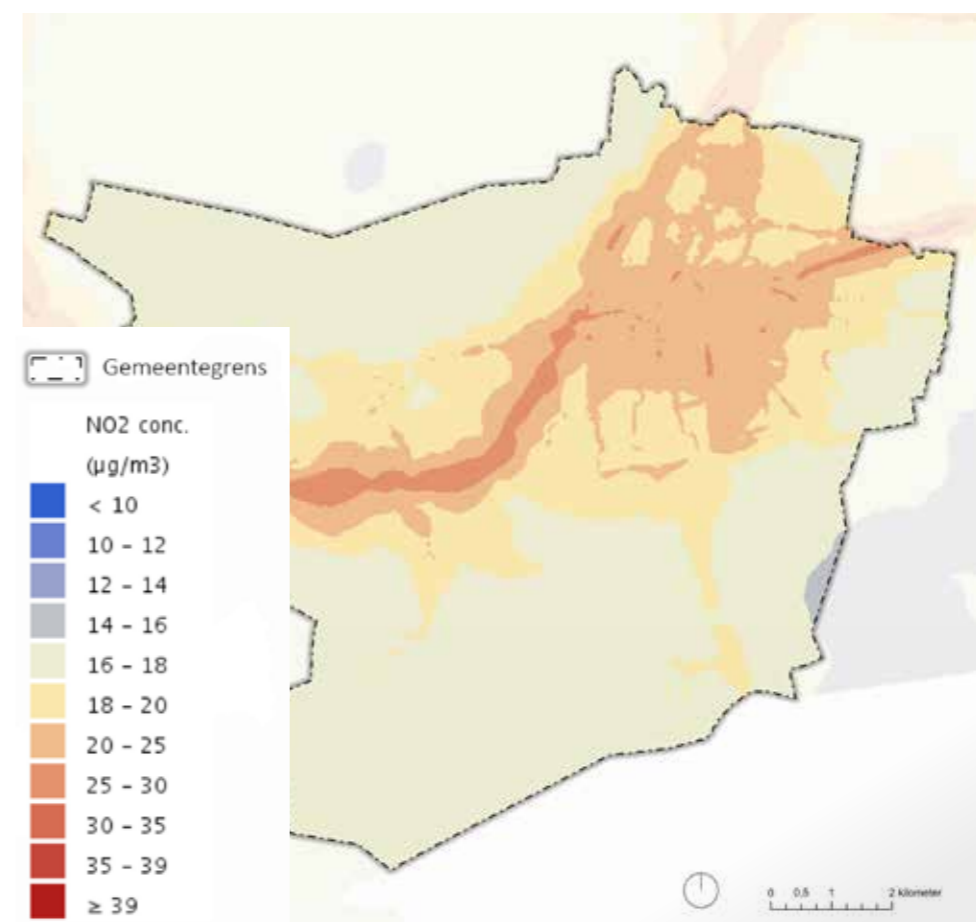 Gemeentegrens
NO2 conc.
(µg/m3)
< 10
10 – 12
12 – 14
14 – 16
16 – 18
18 – 20
20 – 25
25 – 30
30 – 35
35 – 39
≥ 39
0 0,5 1 2 kilometer